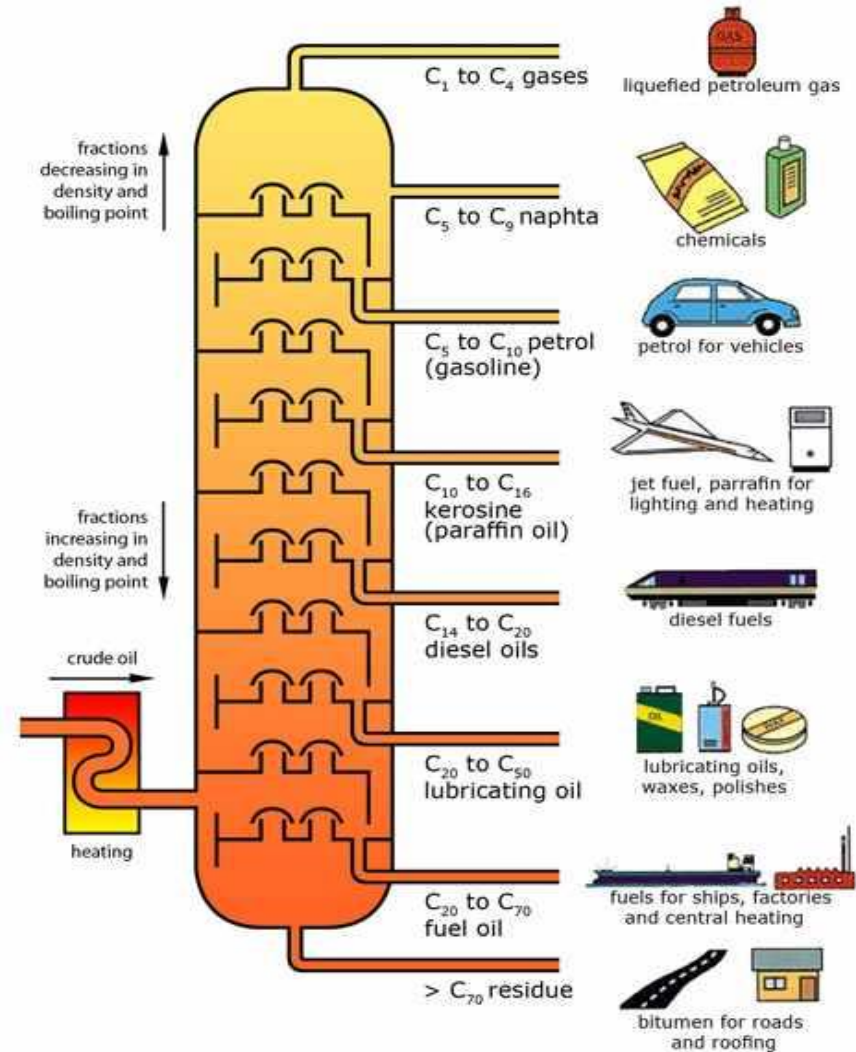 C₁ to C₄ gases
GAS
liquefied petroleum gas
fractions
decreasing in
density and
boiling point
C₅ to C₉ naphta
chemicals
C₅ to C₁₀ petrol
(gasoline)
petrol for vehicles
C₁₀ to C₁₆
kerosine
(paraffin oil)
jet fuel, parrafin for
lighting and heating
fractions
increasing in
density and
boiling point
C₁₄ to C₂₀
diesel oils
diesel fuels
crude oil
heating
C₂₀ to C₅₀
lubricating oil
OIL
lubricating oils,
waxes, polishes
C₂₀ to C₇₀
fuel oil
fuels for ships, factories
and central heating
> C₇₀ residue
bitumen for roads
and roofing